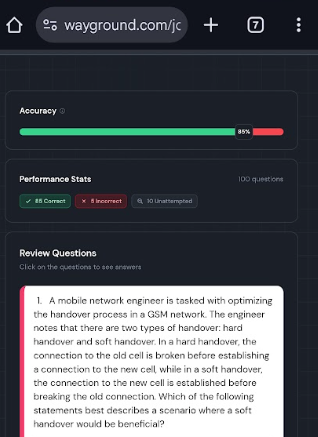 wayground.com/jc
7
Accuracy
85%
Performance Stats
100 questions
85 Correct
5 Incorrect
10 Unattempted
Review Questions
Click on the questions to see answers
1. A mobile network engineer is tasked with optimizing
the handover process in a GSM network. The engineer
notes that there are two types of handover: hard
handover and soft handover. In a hard handover, the
connection to the old cell is broken before establishing
a connection to the new cell, while in a soft handover,
the connection to the new cell is established before
breaking the old connection. Which of the following
statements best describes a scenario where a soft
handover would be beneficial?